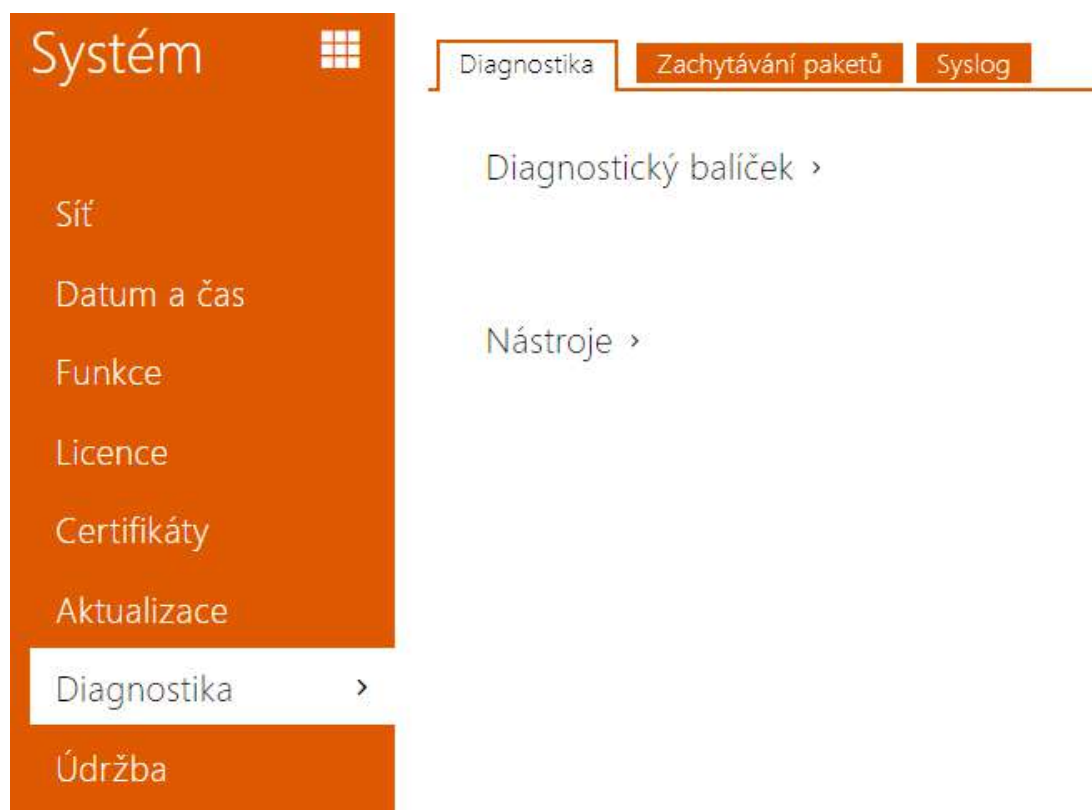 Systém
Síť
Datum a čas
Funkce
Licence
Certifikáty
Aktualizace
Diagnostika
Údržba
Diagnostika
Zachytávání paketů
Syslog
Diagnostický balíček
Nástroje